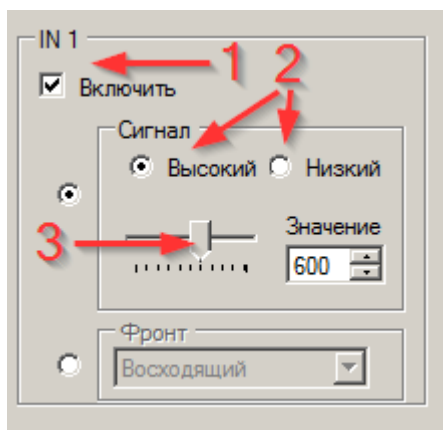 IN 1
1
2
Включить
Сигнал
Высокий Низкий
3
Значение
600
Фронт
Восходящий